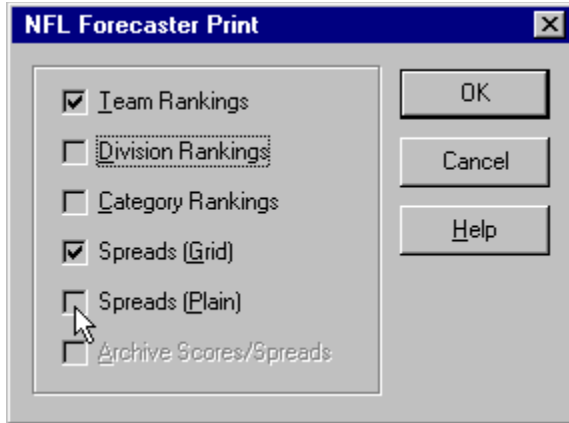 NFL Forecaster Print
Team Rankings
Division Rankings
Category Rankings
Spreads (Grid)
Spreads (Plain)
Archive Scores/Spreads
OK
Cancel
Help